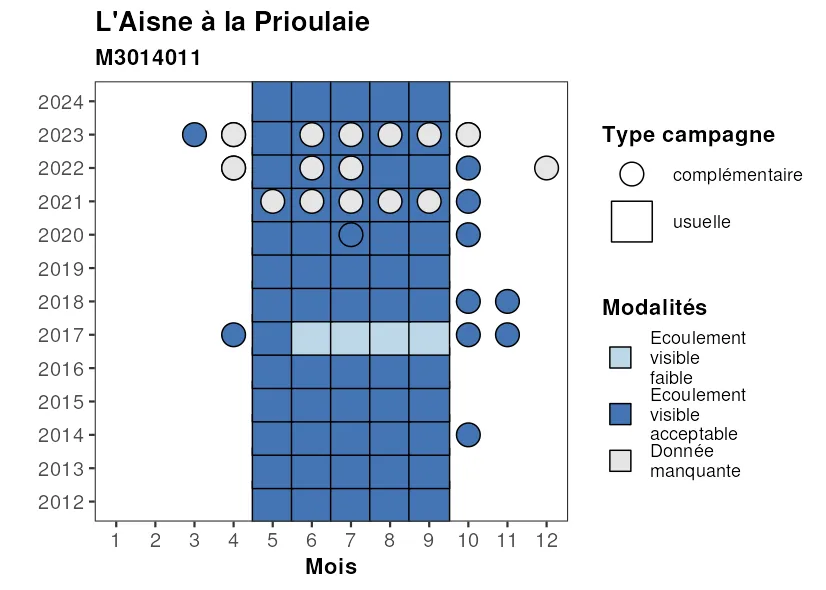 L'Aisne à la Prioulaie
M3014011
2024
2023
2022
2021
2020
2019
2018
2017
2016
2015
2014
2013
2012
1 2 3 4 5 6 7 8 9 10 11 12
Mois
Type campagne
complémentaire
usuelle
Modalités
Ecoulement
visible
faible
Ecoulement
visible
acceptable
Donnée
manquante